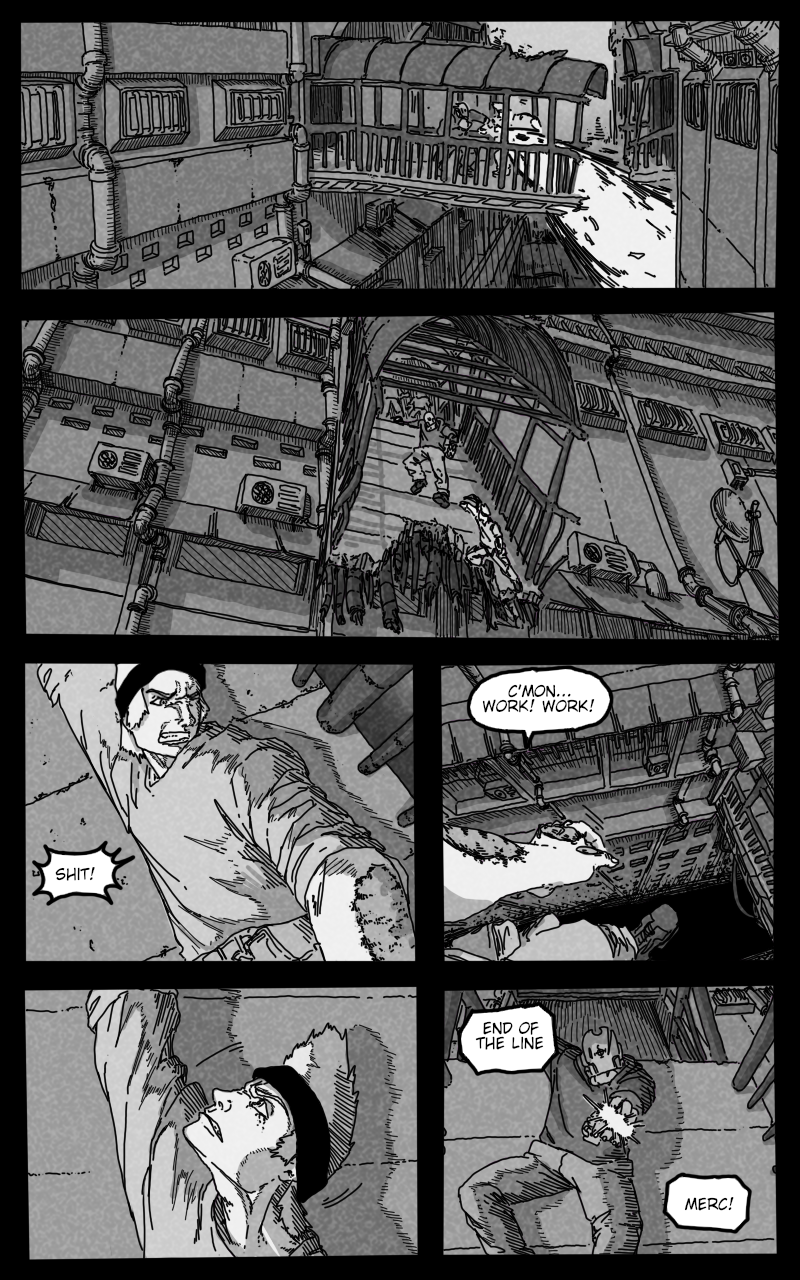 SHIT!
C'MON...
WORK! WORK!
END OF
THE LINE
MERC!